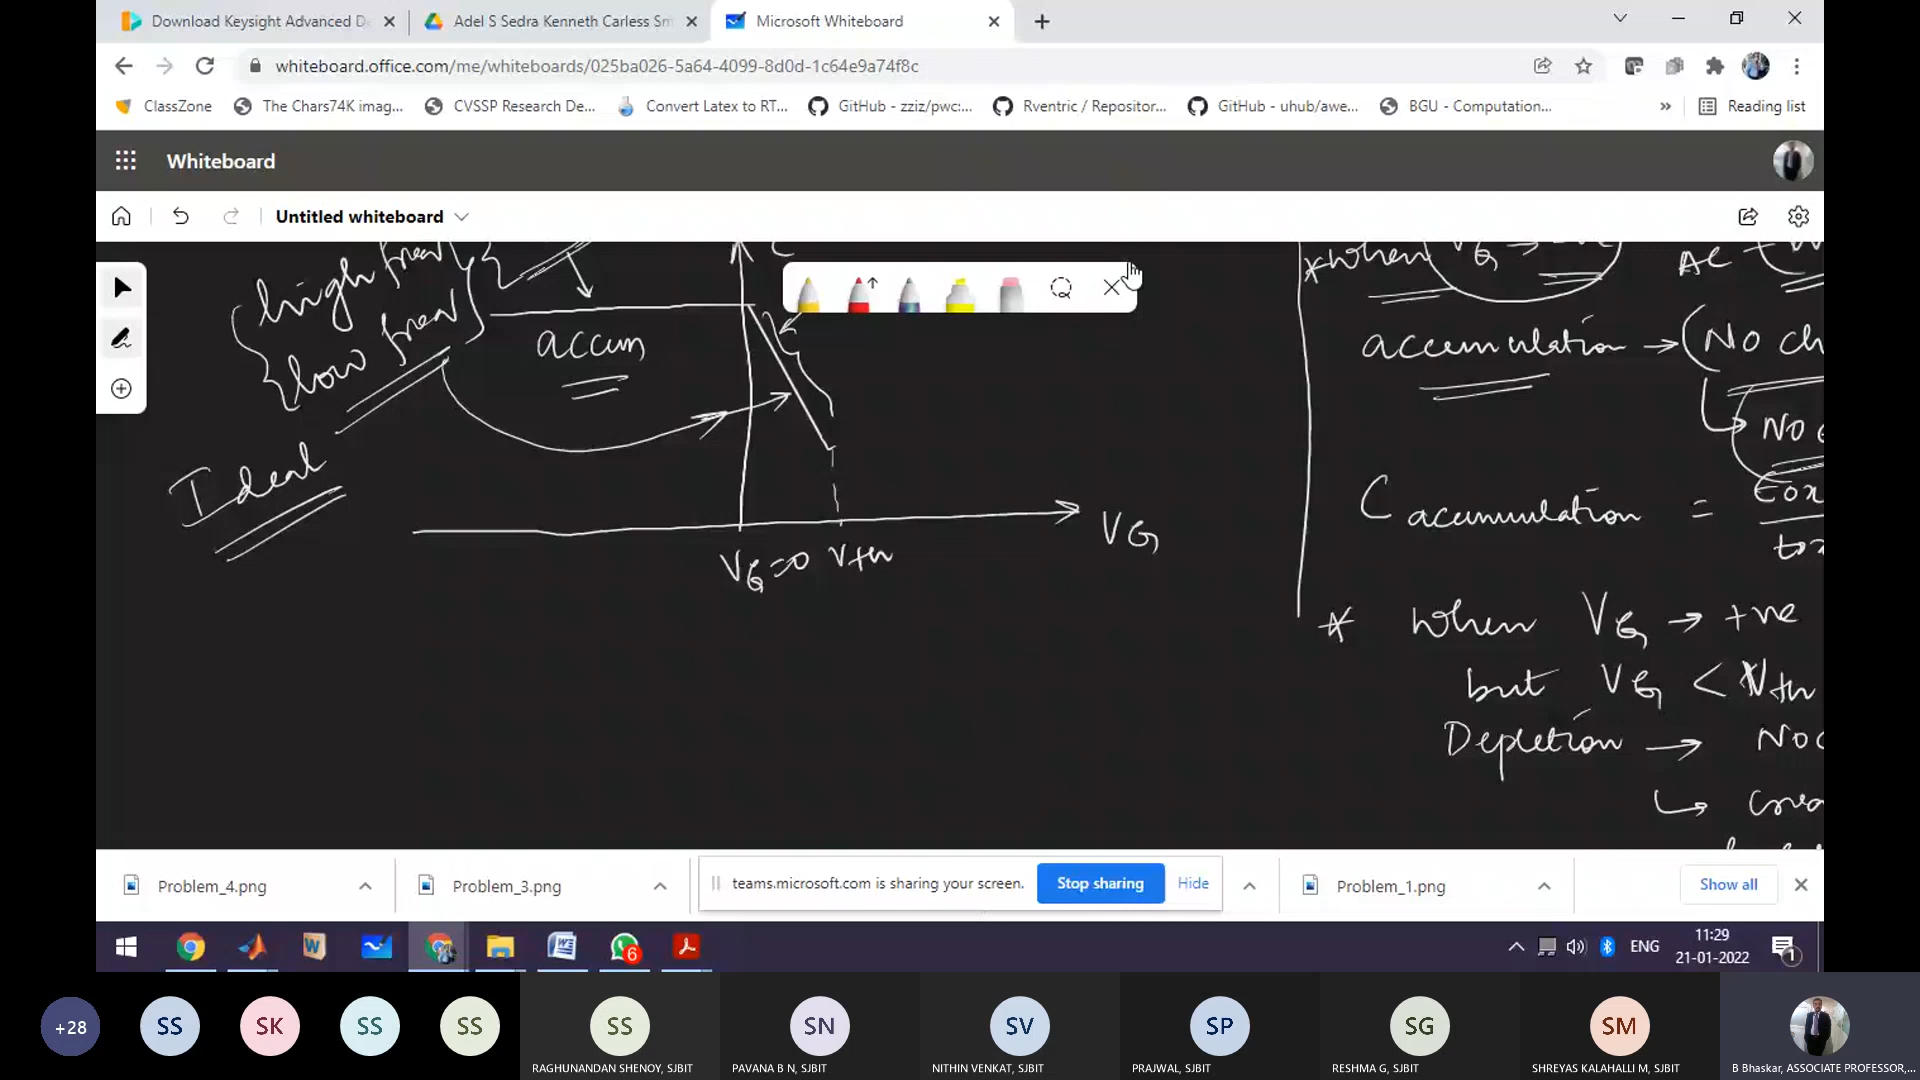 Download Keysight Advanced D
Adel S Sedra Kenneth Carless Sm
Microsoft Whiteboard
whiteboard.office.com/me/whiteboards/025ba026-5a64-4099-8d0d-1c64e9a74f8c
ClassZone
The Chars74K imag...
CVSSP Research De...
Convert Latex to RT...
GitHub - zziz/pwc:...
Rventric / Repositor...
GitHub - uhub/awe...
BGU - Computation...
»
Reading list
Whiteboard
Untitled whiteboard
high freq
low freq
Ideal
accum
VG=0 Vth
VG
*when VG →
accumulation → (No ch
No
C accumulation = Eox
tox
* when VG → +ve
but VG < Vth
Depletion → No
Problem_4.png
Problem_3.png
teams.microsoft.com is sharing your screen.
Stop sharing
Hide
Problem_1.png
Show all
6
ENG
11:29
21-01-2022
1
+28
SS
SK
SS
SS
SS
SN
SV
SP
SG
SM
RAGHUNANDAN SHENOY, SJBIT
PAVANA B N, SJBIT
NITHIN VENKAT, SJBIT
PRAJWAL, SJBIT
RESHMA G, SJBIT
SHREYAS KALAHALLI M, SJBIT
B Bhaskar, ASSOCIATE PROFESSOR,...